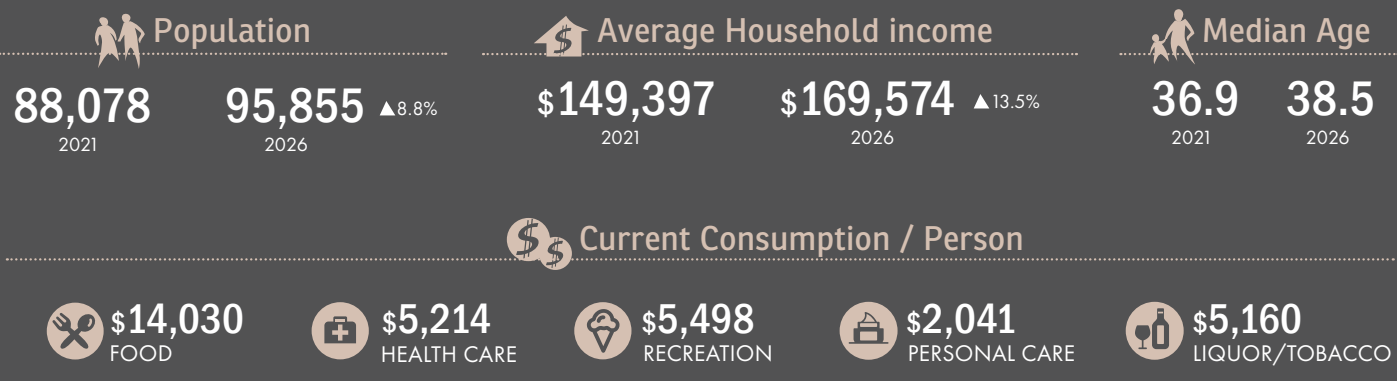 Population
88,078
2021
95,855 ▲8.8%
2026
Average Household income
$149,397
2021
$169,574 ▲13.5%
2026
Median Age
36.9
2021
38.5
2026
Current Consumption / Person
$14,030
FOOD
$5,214
HEALTH CARE
$5,498
RECREATION
$2,041
PERSONAL CARE
$5,160
LIQUOR/TOBACCO